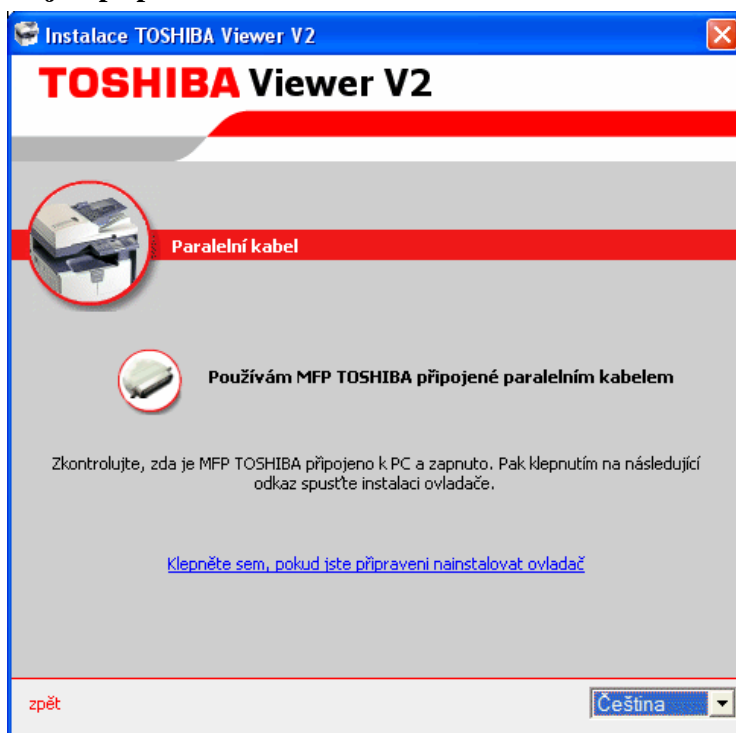 Instalace TOSHIBA Viewer V2
TOSHIBA Viewer V2
Paralelní kabel
Používám MFP TOSHIBA připojené paralelním kabelem
Zkontrolujte, zda je MFP TOSHIBA připojeno k PC a zapnuto. Pak klepnutím na následující
odkaz spusťte instalaci ovladače.
Klepněte sem, pokud jste připraveni nainstalovat ovladač
zpět
Čeština